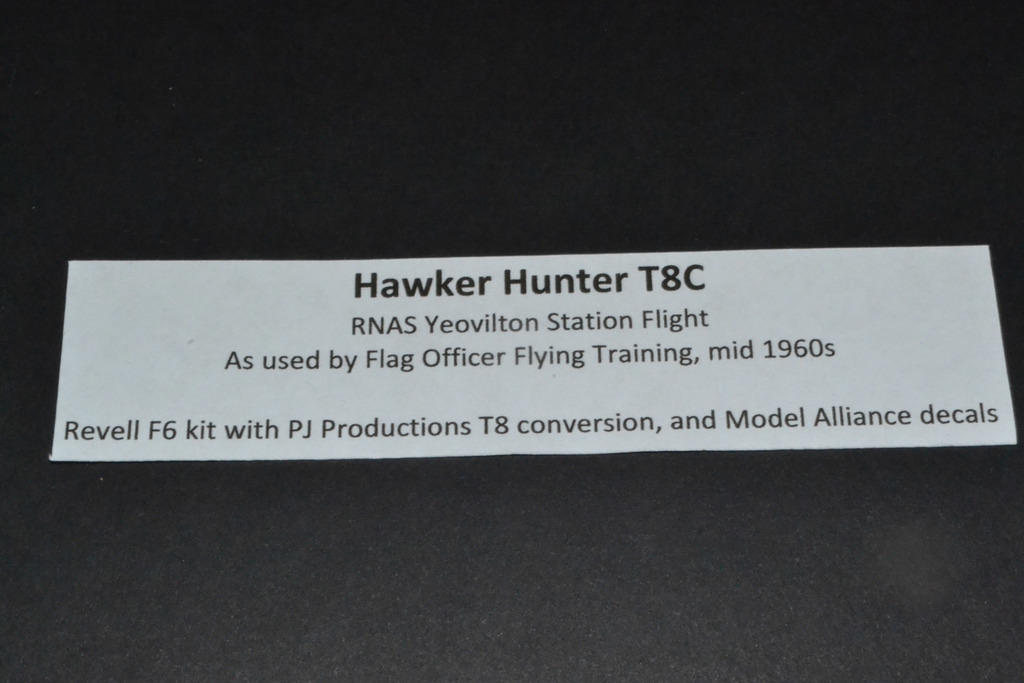 Hawker Hunter T8C
RNAS Yeovilton Station Flight
As used by Flag Officer Flying Training, mid 1960s
Revell F6 kit with PJ Productions T8 conversion, and Model Alliance decals